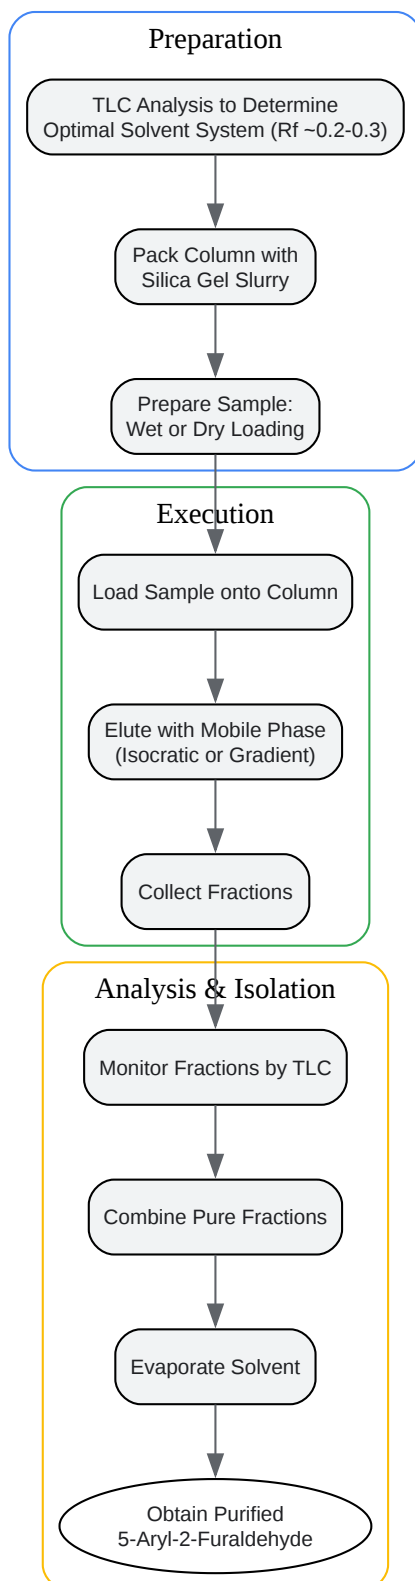 Preparation
TLC Analysis to Determine
Optimal Solvent System (Rf ~0.2-0.3)
Pack Column with
Silica Gel Slurry
Prepare Sample:
Wet or Dry Loading
Execution
Load Sample onto Column
Elute with Mobile Phase
(Isocratic or Gradient)
Collect Fractions
Analysis & Isolation
Monitor Fractions by TLC
Combine Pure Fractions
Evaporate Solvent
Obtain Purified
5-Aryl-2-Furaldehyde